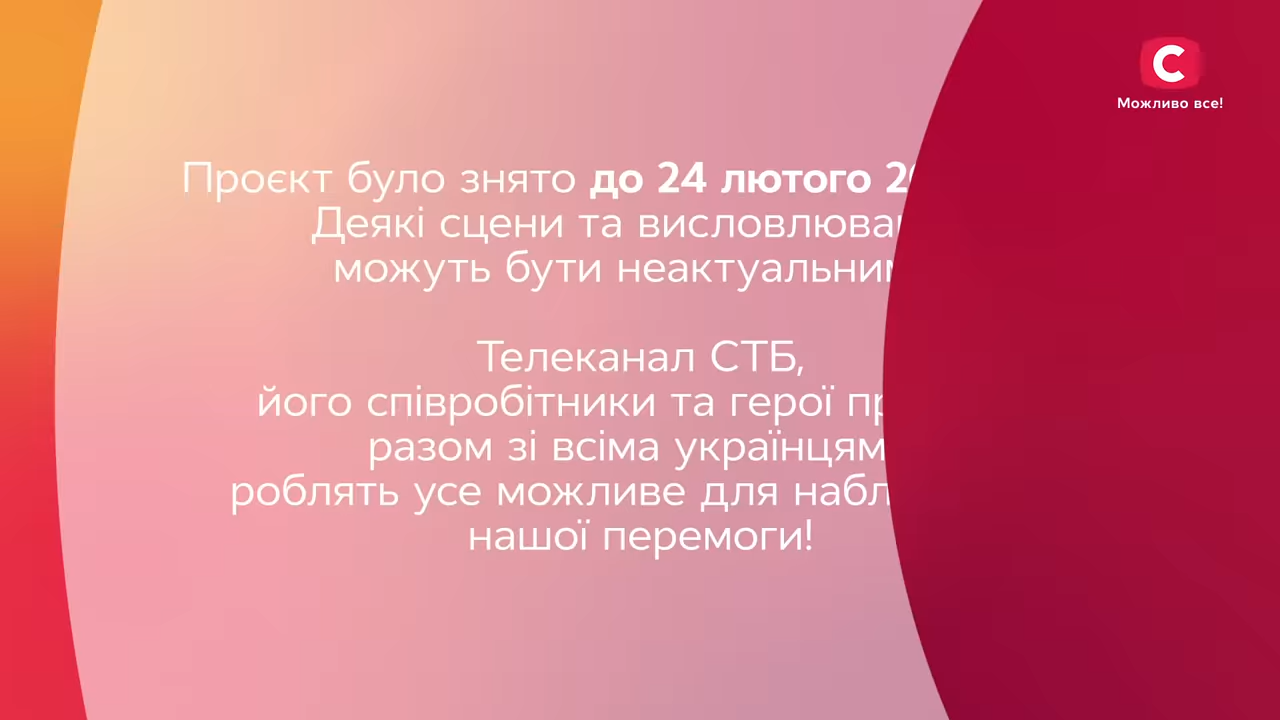 С
Можливо все!
Проєкт було знято до 24 лютого
Деякі сцени та
можуть бути
Телеканал СТБ,
його співробітники та герої
разом зі всіма
роблять усе можливе для
нашої перемоги!